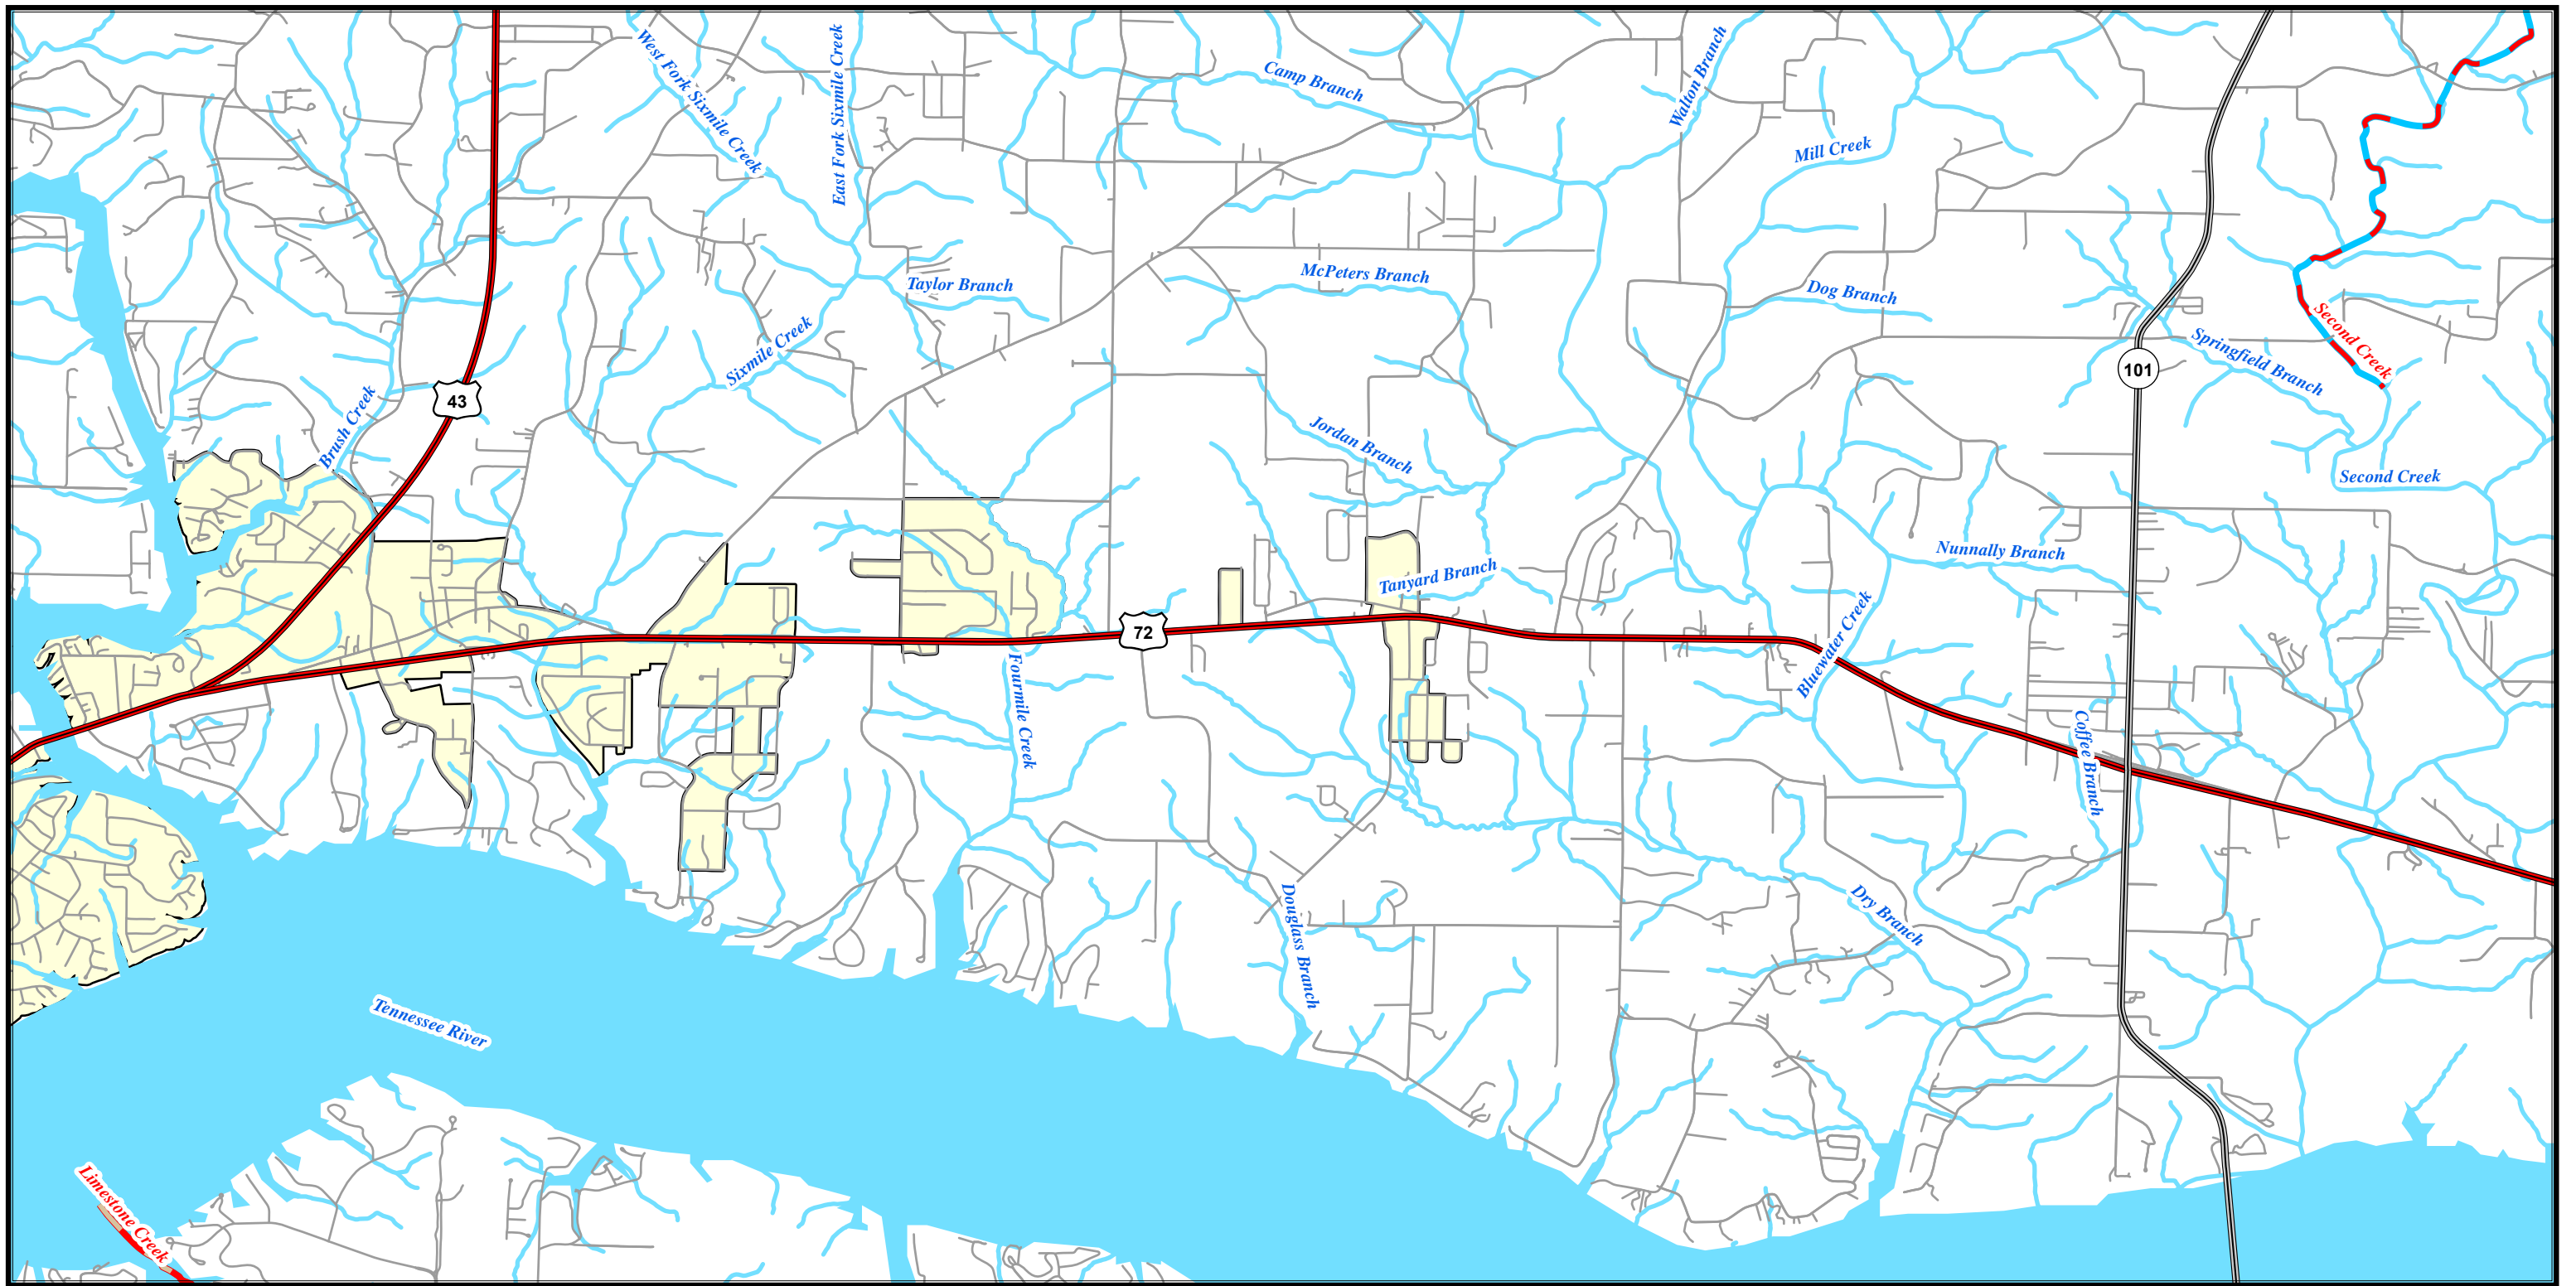 West Fork Sixmile Creek
East Fork Sixmile Creek
Camp Branch
Walton Branch
Mill Creek
Taylor Branch
McPeters Branch
Dog Branch
Second Creek
Sixmile Creek
Springfield Branch
101
43
Brush Creek
Jordan Branch
Second Creek
Nunnally Branch
Tanyard Branch
72
Bluewater Creek
Fourmile Creek
Coffee Branch
Dry Branch
Douglass Branch
Tennessee River
Limestone Creek